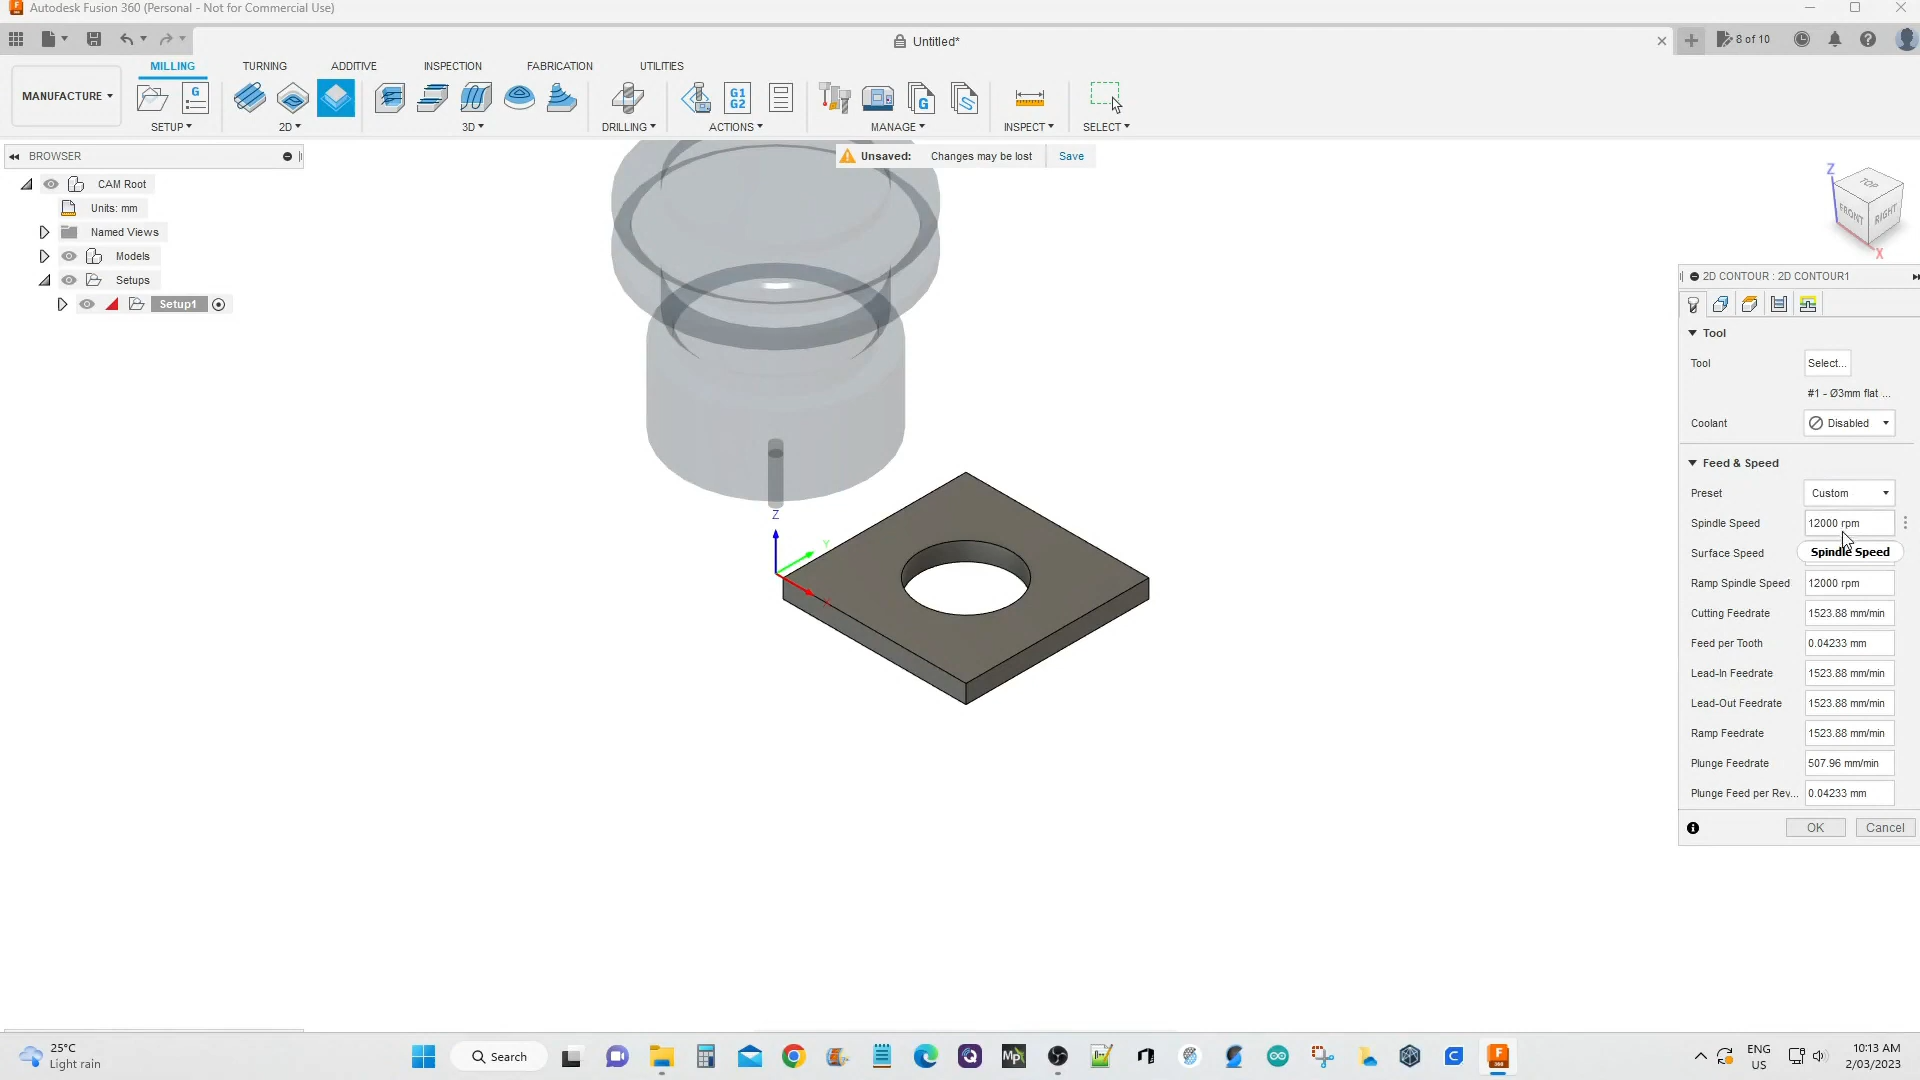 Autodesk Fusion 360 (Personal - Not for Commercial Use)
Untitled*
8 of 10
MILLING
TURNING
ADDITIVE
INSPECTION
FABRICATION
UTILITIES
MANUFACTURE
SETUP
2D
3D
DRILLING
ACTIONS
MANAGE
INSPECT
SELECT
G
G1
G2
G
BROWSER
Unsaved:
Changes may be lost
Save
CAM Root
Units: mm
Named Views
Models
Setups
Setup1
Z
TOP
FRONT
RIGHT
X
Z
Y
X
2D CONTOUR : 2D CONTOUR1
Tool
Tool
Select...
#1 - Ø3mm flat ...
Coolant
Disabled
Feed & Speed
Preset
Custom
Spindle Speed
12000 rpm
Surface Speed
Spindle Speed
Ramp Spindle Speed
12000 rpm
Cutting Feedrate
1523.88 mm/min
Feed per Tooth
0.04233 mm
Lead-In Feedrate
1523.88 mm/min
Lead-Out Feedrate
1523.88 mm/min
Ramp Feedrate
1523.88 mm/min
Plunge Feedrate
507.96 mm/min
Plunge Feed per Rev...
0.04233 mm
OK
Cancel
25°C
Light rain
Search
ENG
US
10:13 AM
2/03/2023